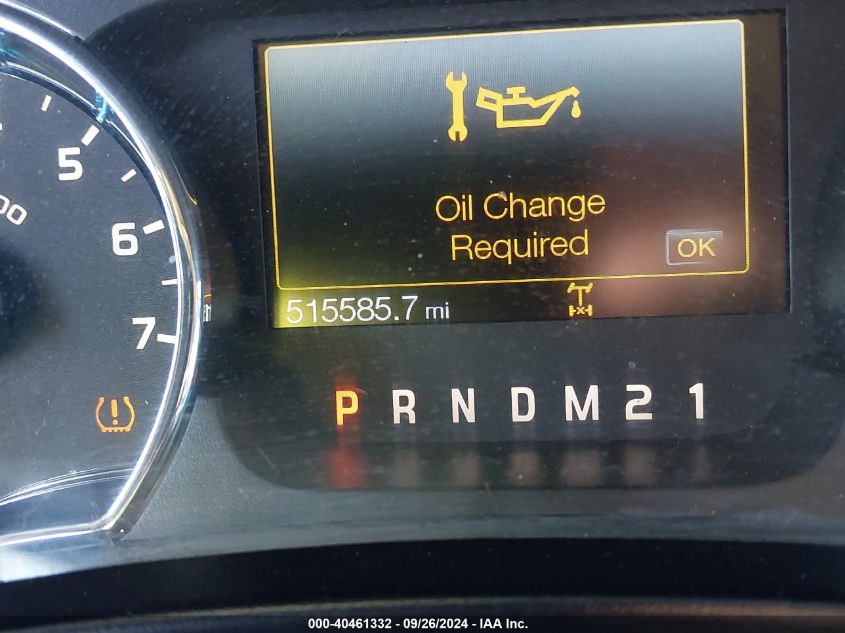 5
6
7
Oil Change
Required
OK
515585.7 mi
P R N D M 2 1
000-40461332 - 09/26/2024 - IAA Inc.